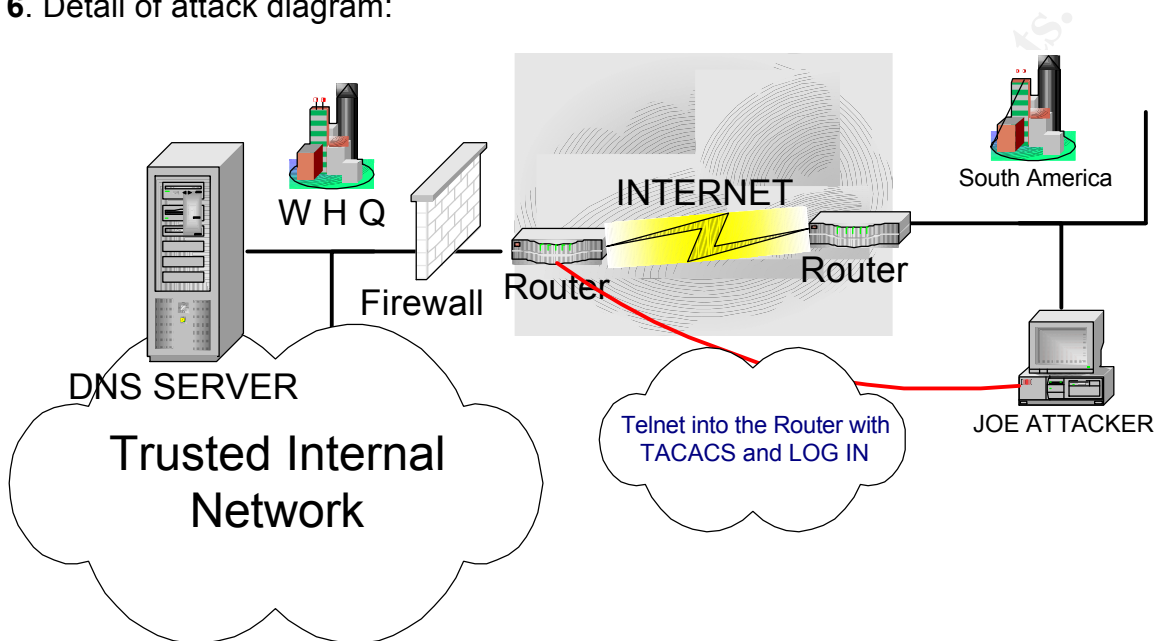 6. Detail of attack diagram:
ts.
INTERNET
South America
W H Q
Router
Firewall
Router
DNS SERVER
JOE ATTACKER
Telnet into the Router with
TACACS and LOG IN
Trusted Internal
Network